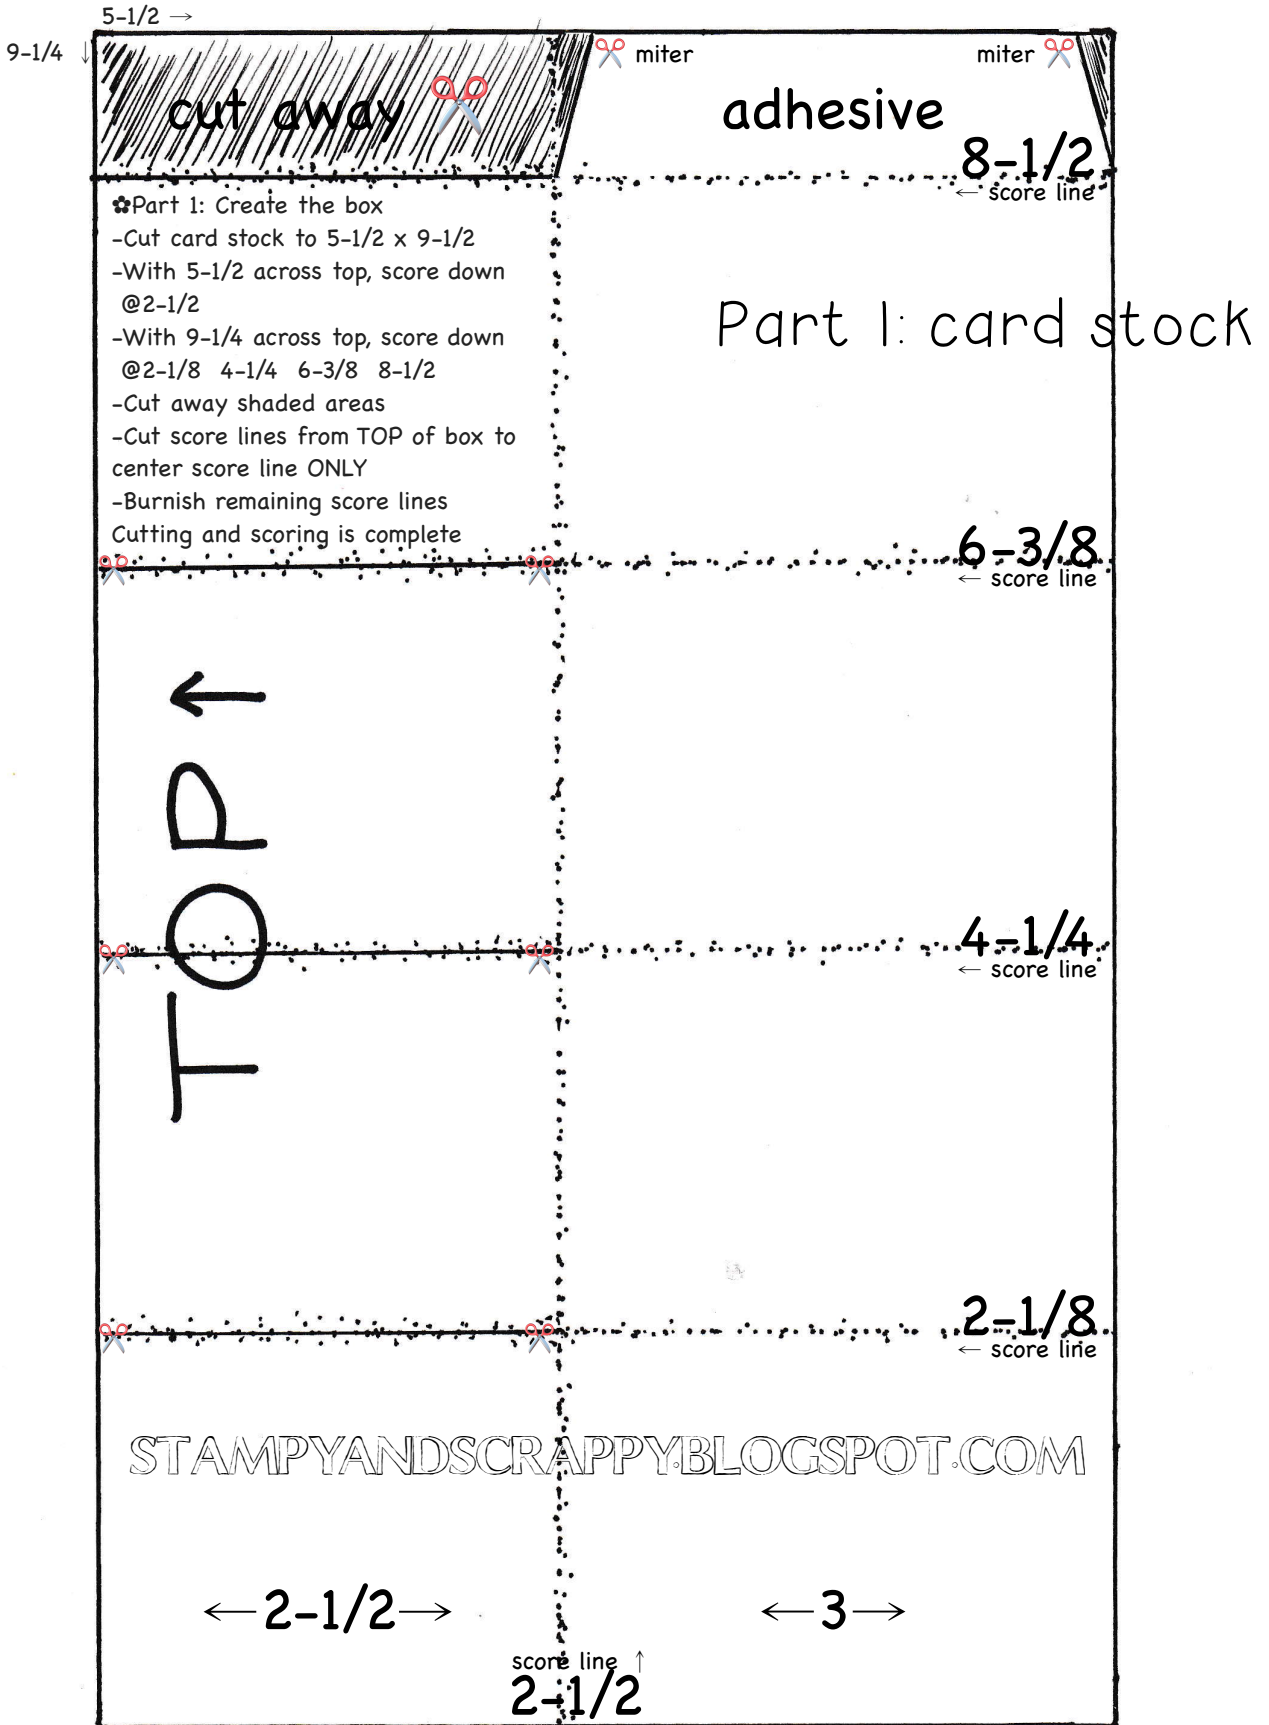 5-1/2 →
9-1/4 ↓
miter
miter
cut away
adhesive
8-1/2
← score line
✿Part 1: Create the box
-Cut card stock to 5-1/2 x 9-1/2
-With 5-1/2 across top, score down
@2-1/2
-With 9-1/4 across top, score down
@2-1/8 4-1/4 6-3/8 8-1/2
-Cut away shaded areas
-Cut score lines from TOP of box to
center score line ONLY
-Burnish remaining score lines
Cutting and scoring is complete
Part 1: card stock
6-3/8
← score line
TOP →
4-1/4
← score line
2-1/8
← score line
STAMPYANDSCRAPPY.BLOGSPOT.COM
←2-1/2→
←3→
score line ↑
2-1/2